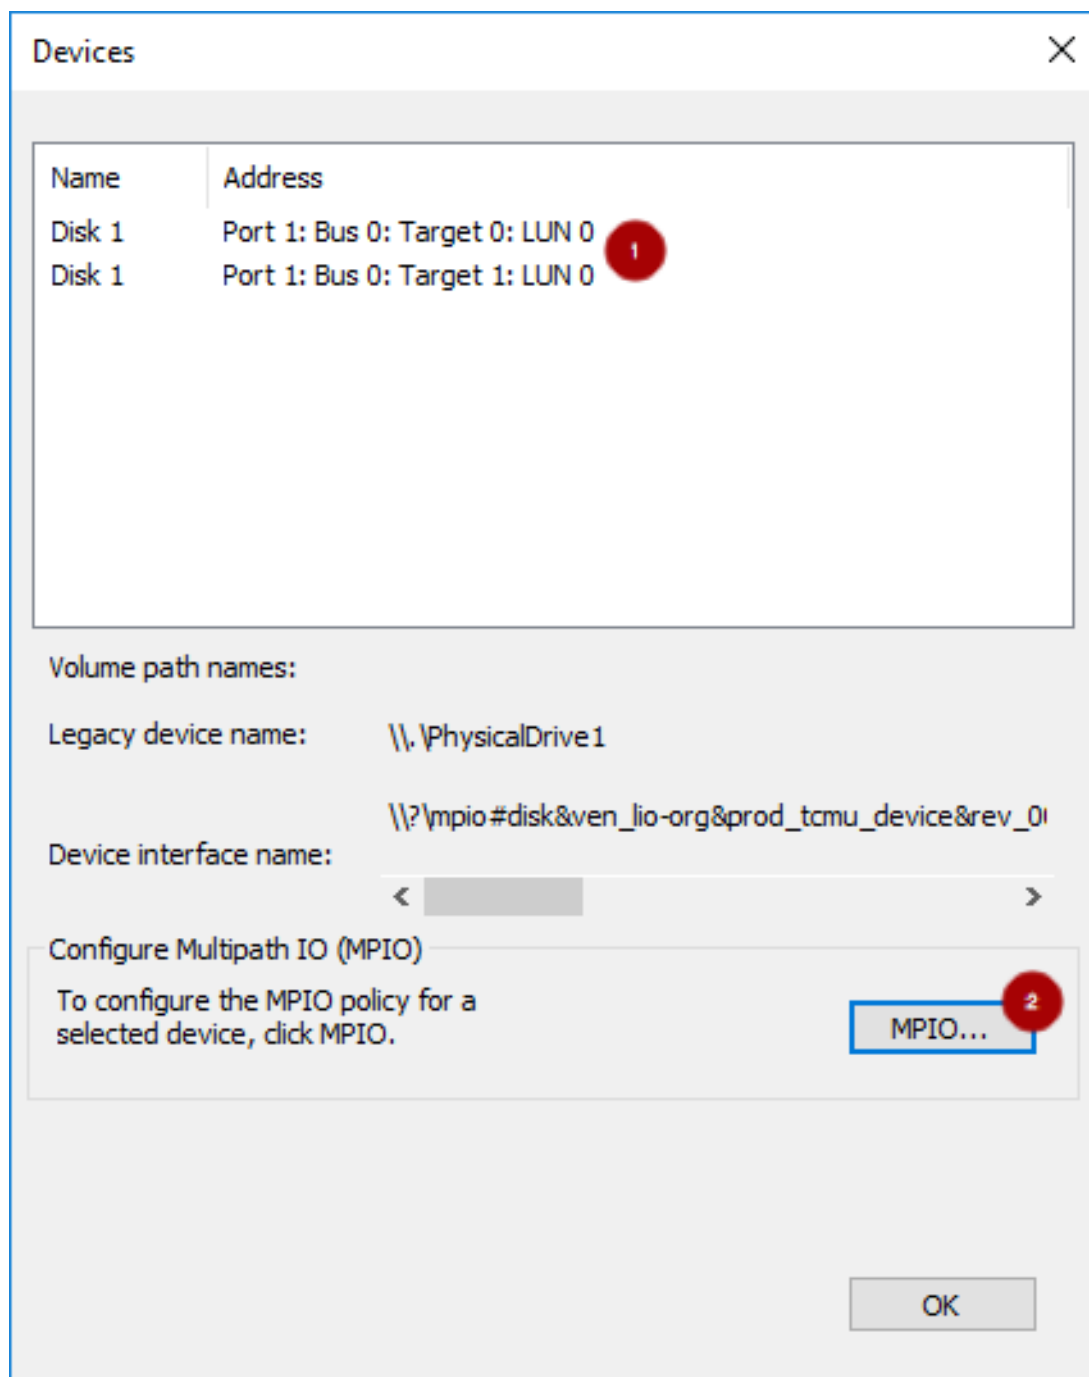 Devices
Name Address
Disk 1 Port 1: Bus 0: Target 0: LUN 0
1
Disk 1 Port 1: Bus 0: Target 1: LUN 0
Volume path names:
Legacy device name: \\.\PhysicalDrive1
\\?\mpio#disk&ven_lio-org&prod_tcmu_device&rev_0
Device interface name:
Configure Multipath IO (MPIO)
To configure the MPIO policy for a
selected device, click MPIO.
2
MPIO...
OK